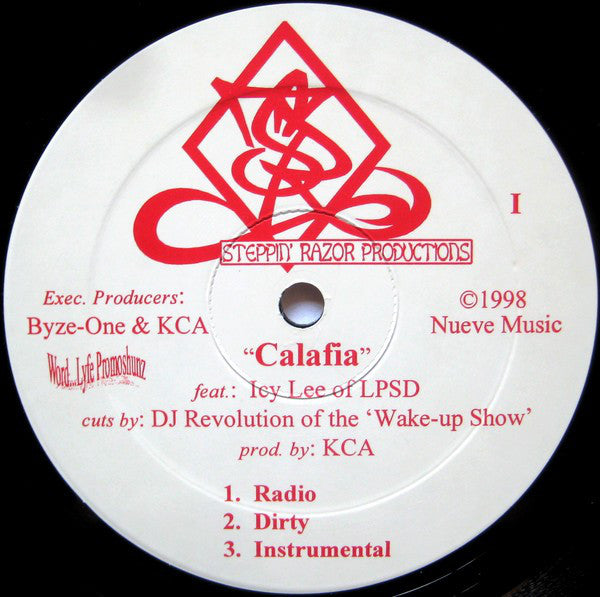 STEPPIN' RAZOR PRODUCTIONS
I
Exec. Producers:
Byze-One & KCA
©1998
Nueve Music
Word...Lyfe Promoshunz
"Calafia"
feat.: Icy Lee of LPSD
cuts by: DJ Revolution of the 'Wake-up Show'
prod. by: KCA
1. Radio
2. Dirty
3. Instrumental